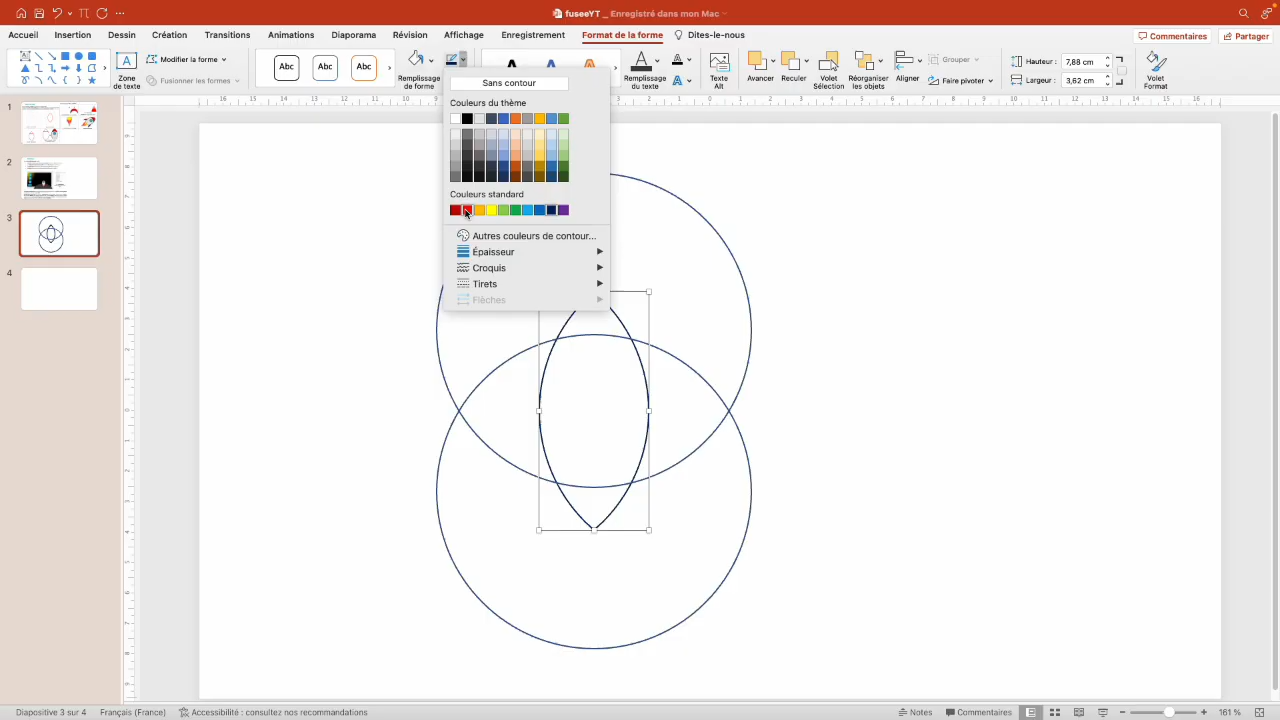 fuseeYT _ Enregistré dans mon Mac
Accueil Insertion Dessin Création Transitions Animations Diaporama Révision Affichage Enregistrement Format de la forme Dites-le-nous Commentaires Partager
Modifier la forme
Fusionner les formes
Zone de texte
Abc Abc Abc
Remplissage de forme
Remplissage du texte
Texte Alt
Avancer
Reculer
Volet Sélection
Réorganiser les objets
Aligner
Grouper
Faire pivoter
Hauteur : 7,88 cm
Largeur : 3,62 cm
Volet Format
Sans contour
Couleurs du thème
Couleurs standard
Autres couleurs de contour...
Épaisseur
Croquis
Tirets
Flèches
1
2
3
4
Diapositive 3 sur 4 Français (France) Accessibilité : consultez nos recommandations Notes Commentaires 161 %